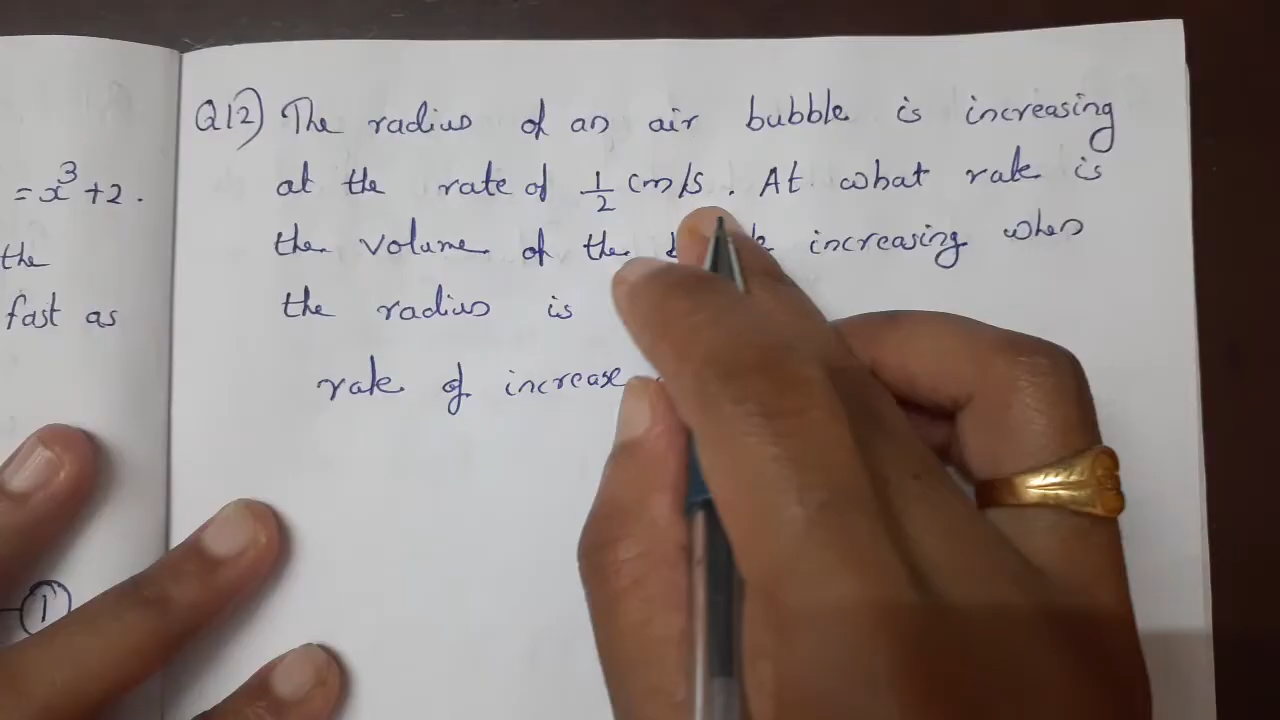 = x³ + 2.
the
fast as
1
Q12) The radius of an air bubble is increasing
at the rate of 1/2 cm/s. At what rate is
the volume of the increasing when
the radius is
rate of increase